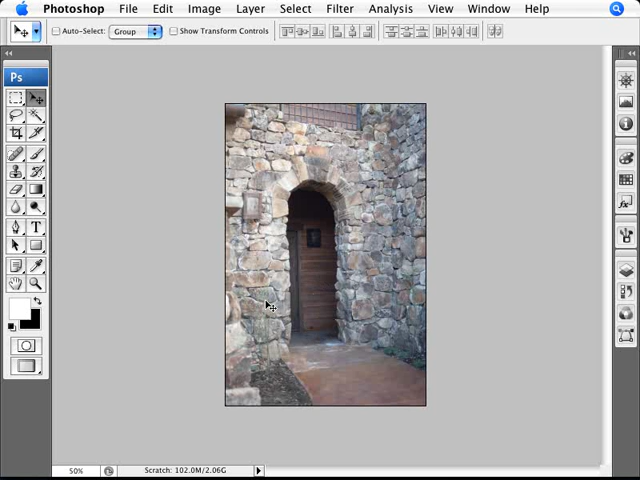 Photoshop File Edit Image Layer Select Filter Analysis View Window Help
Auto-Select: Group Show Transform Controls
Ps
T
50% Scratch: 102.0M/2.06G